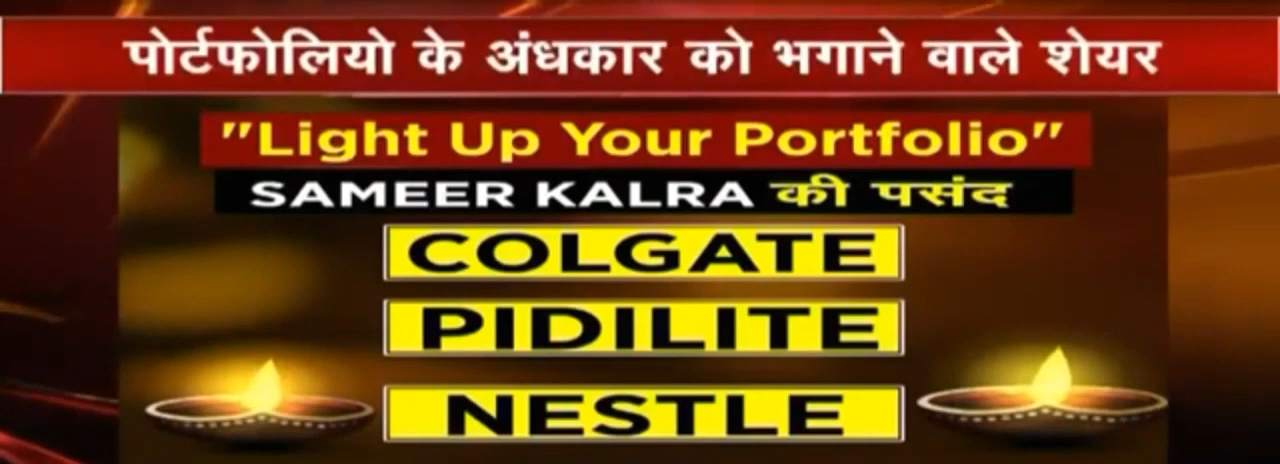 पोर्टफोलियो के अंधकार को भगाने वाले शेयर
"Light Up Your Portfolio"
SAMEER KALRA की पसंद
COLGATE
PIDILITE
NESTLE